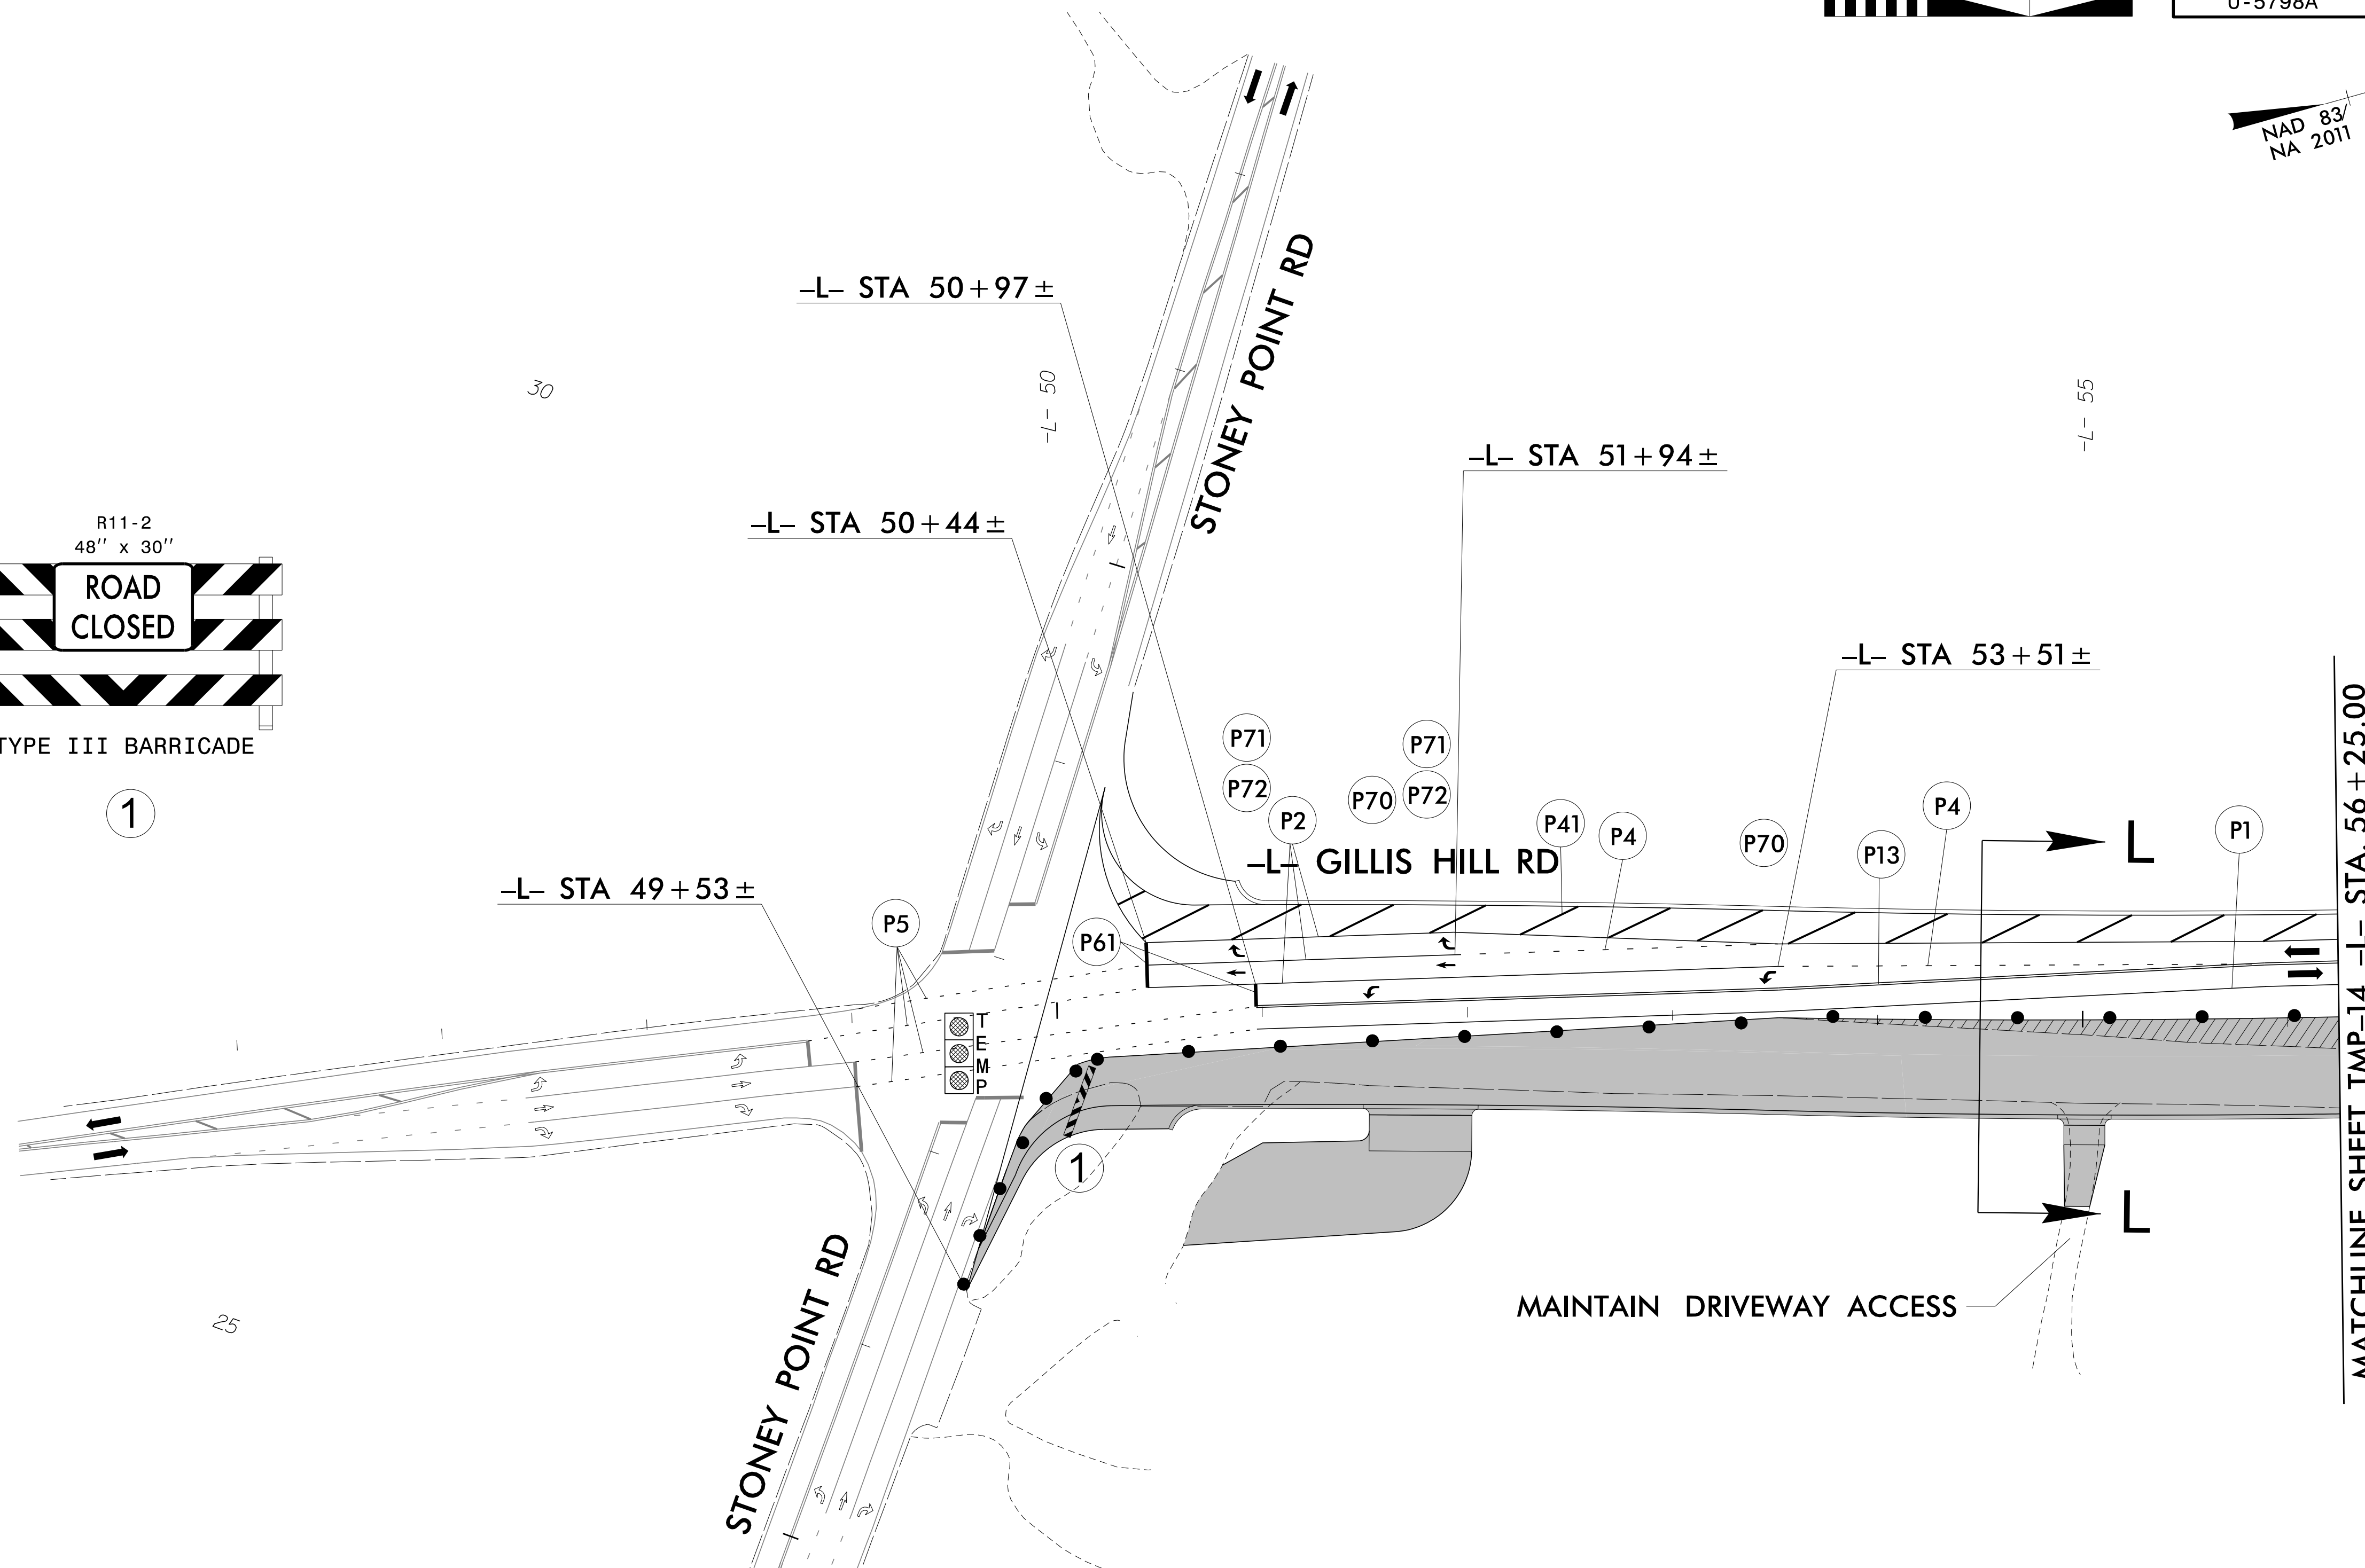 U-5798A
NAD 83/
NA 2011
-L- STA 50+97±
30
-L- 50
-L- 55
STONEY POINT RD
-L- STA 51+94±
-L- STA 50+44±
R11-2
48'' x 30''
ROAD
CLOSED
TYPE III BARRICADE
1
-L- STA 53+51±
P71
P72
P2
P70
P71
P72
P41
P4
P70
P4
P13
P1
L
-L- GILLIS HILL RD
-L- STA 49+53±
P5
P61
TEMP
1
L
MAINTAIN DRIVEWAY ACCESS
STONEY POINT RD
25
MATCHLINE SHEET TMP-14 -L- STA. 56+25.00